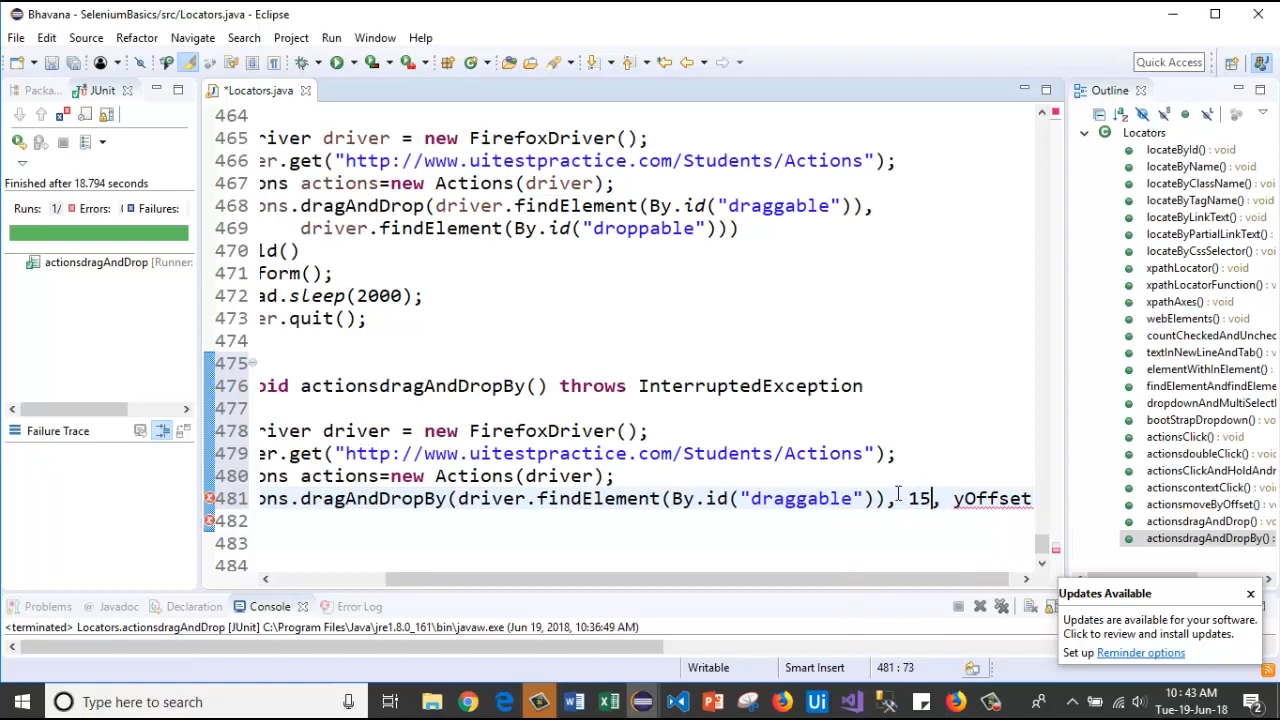 Bhavana - SeleniumBasics/src/Locators.java - Eclipse
File Edit Source Refactor Navigate Search Project Run Window Help
Quick Access
Packa... JUnit
*Locators.java
Outline
Finished after 18.794 seconds
Runs: 1/ Errors: (Failures:
actionsdragAndDrop [Runner:
Failure Trace
464
465 river driver = new FirefoxDriver();
466 er.get("http://www.uitestpractice.com/Students/Actions");
467 ons actions=new Actions(driver);
468 ons.dragAndDrop(driver.findElement(By.id("draggable")),
469 driver.findElement(By.id("droppable")))
470 ld()
471 form();
472 ad.sleep(2000);
473 er.quit();
474
475
476 oid actionsdragAndDropBy() throws InterruptedException
477
478 river driver = new FirefoxDriver();
479 er.get("http://www.uitestpractice.com/Students/Actions");
480 ons actions=new Actions(driver);
481 ons.dragAndDropBy(driver.findElement(By.id("draggable")), 15, yOffset
482
483
484
Locators
locateById() : void
locateByName() : void
locateByClassName() : void
locateByTagName() : void
locateByLinkText() : void
locateByPartialLinkText() : void
locateByCssSelector() : void
xpathLocator() : void
xpathLocatorFunction() : void
xpathAxes() : void
webElements() : void
countCheckedAndUnchec
textInNewLineAndTab() : void
elementWithInElement() : void
findElementAndfindEleme
dropdownAndMultiSelect
bootStrapDropdown() : void
actionsClick() : void
actionsdoubleClick() : void
actionsClickAndHoldAnd
actionscontextClick() : void
actionsmoveByOffset() : void
actionsdragAndDrop() : void
actionsdragAndDropBy() :
Problems Javadoc Declaration Console Error Log
<terminated> Locators.actionsdragAndDrop [JUnit] C:\Program Files\Java\jre1.8.0_161\bin\javaw.exe (Jun 19, 2018, 10:36:49 AM)
Updates Available
Updates are available for your software.
Click to review and install updates.
Set up Reminder options
Writable Smart Insert 481 : 73
Type here to search
10:43 AM
Tue-19-Jun-18
2